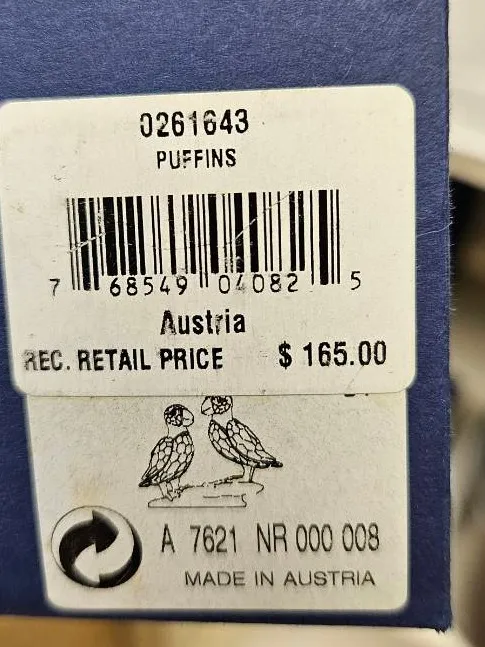 0261643
PUFFINS
7 68549 04082 5
Austria
REC. RETAIL PRICE $ 165.00
A 7621 NR 000 008
MADE IN AUSTRIA